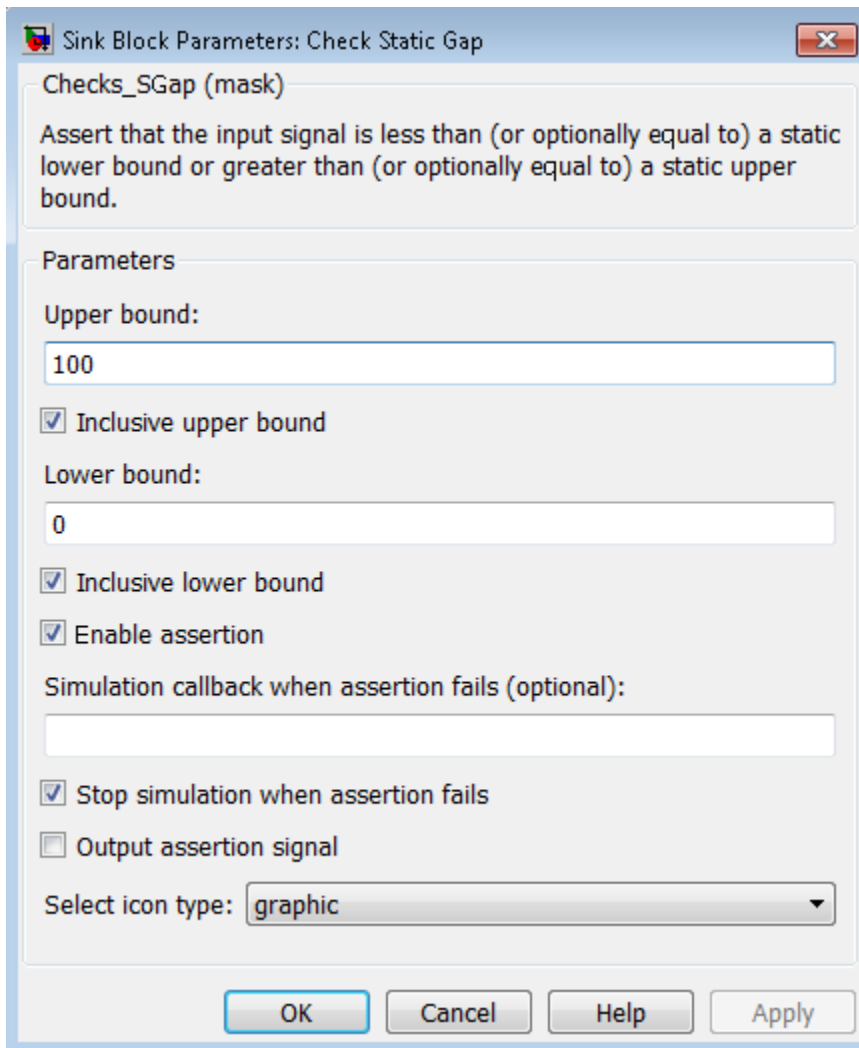 Sink Block Parameters: Check Static Gap
Checks_SGap (mask)
Assert that the input signal is less than (or optionally equal to) a static
lower bound or greater than (or optionally equal to) a static upper
bound.
Parameters
Upper bound:
100
Inclusive upper bound
Lower bound:
0
Inclusive lower bound
Enable assertion
Simulation callback when assertion fails (optional):
Stop simulation when assertion fails
Output assertion signal
Select icon type: graphic
OK Cancel Help Apply